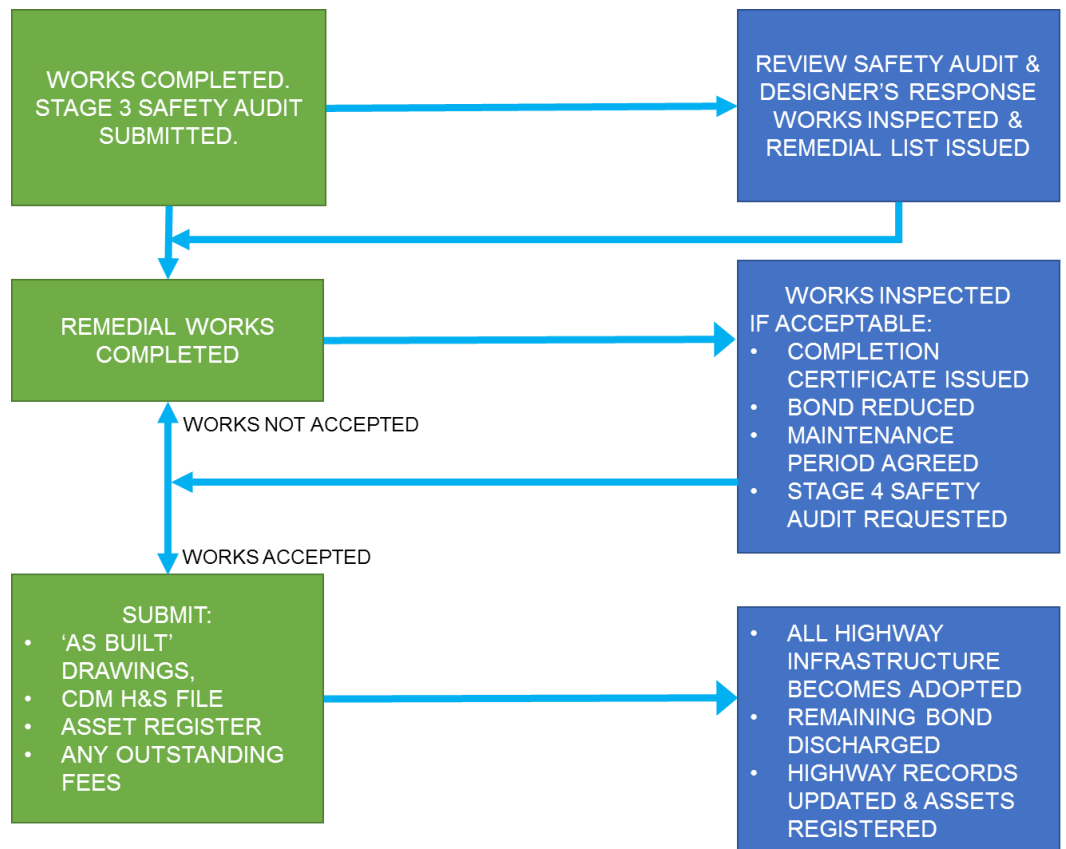 WORKS COMPLETED.
STAGE 3 SAFETY AUDIT
SUBMITTED.
REVIEW SAFETY AUDIT &
DESIGNER’S RESPONSE
WORKS INSPECTED &
REMEDIAL LIST ISSUED
REMEDIAL WORKS
COMPLETED
WORKS INSPECTED
IF ACCEPTABLE:
• COMPLETION
CERTIFICATE ISSUED
• BOND REDUCED
• MAINTENANCE
PERIOD AGREED
• STAGE 4 SAFETY
AUDIT REQUESTED
WORKS NOT ACCEPTED
WORKS ACCEPTED
SUBMIT:
• ‘AS BUILT’
DRAWINGS,
• CDM H&S FILE
• ASSET REGISTER
• ANY OUTSTANDING
FEES
• ALL HIGHWAY
INFRASTRUCTURE
BECOMES ADOPTED
• REMAINING BOND
DISCHARGED
• HIGHWAY RECORDS
UPDATED & ASSETS
REGISTERED